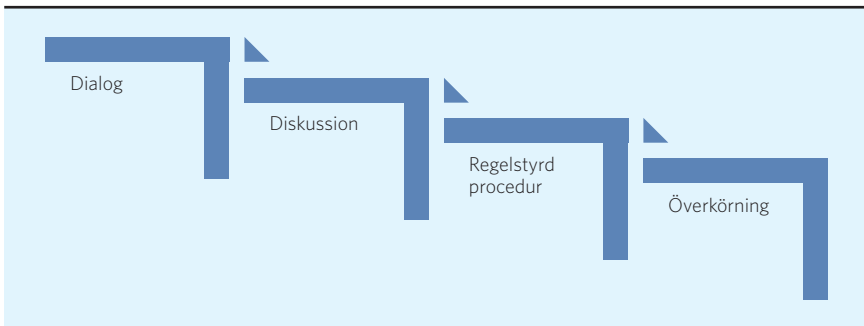 Dialog
Diskussion
Regelstyrd
procedur
Överkörning